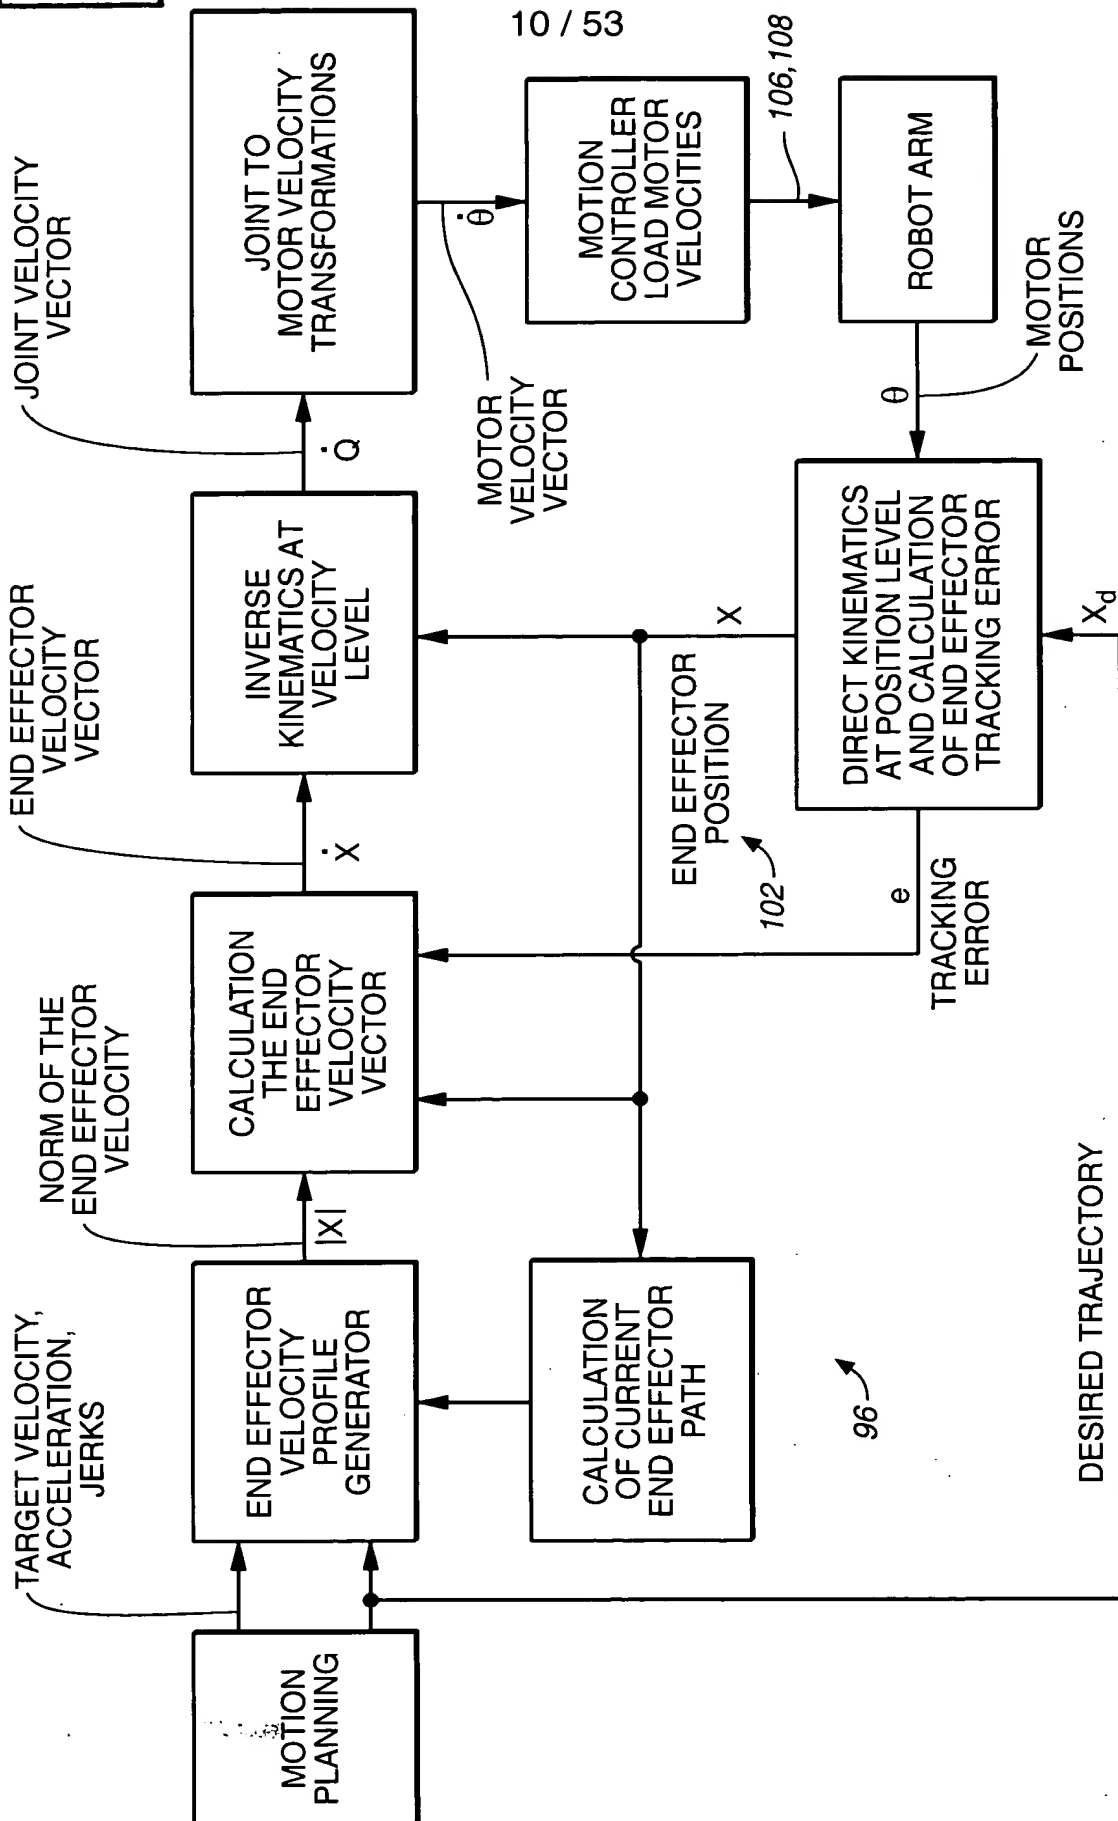 10 / 53
TARGET VELOCITY,
ACCELERATION,
JERKS
NORM OF THE
END EFFECTOR
VELOCITY
END EFFECTOR
VELOCITY
VECTOR
JOINT VELOCITY
VECTOR
MOTION
PLANNING
END EFFECTOR
VELOCITY
PROFILE
GENERATOR
|X|
CALCULATION
THE END
EFFECTOR
VELOCITY
VECTOR
Ẋ
INVERSE
KINEMATICS AT
VELOCITY
LEVEL
Q̇
JOINT TO
MOTOR VELOCITY
TRANSFORMATIONS
MOTOR
VELOCITY
VECTOR
θ̇
MOTION
CONTROLLER
LOAD MOTOR
VELOCITIES
106,108
CALCULATION
OF CURRENT
END EFFECTOR
PATH
END EFFECTOR
POSITION
X
102
96
e
TRACKING
ERROR
DIRECT KINEMATICS
AT POSITION LEVEL
AND CALCULATION
OF END EFFECTOR
TRACKING ERROR
θ
ROBOT ARM
MOTOR
POSITIONS
DESIRED TRAJECTORY
Xd